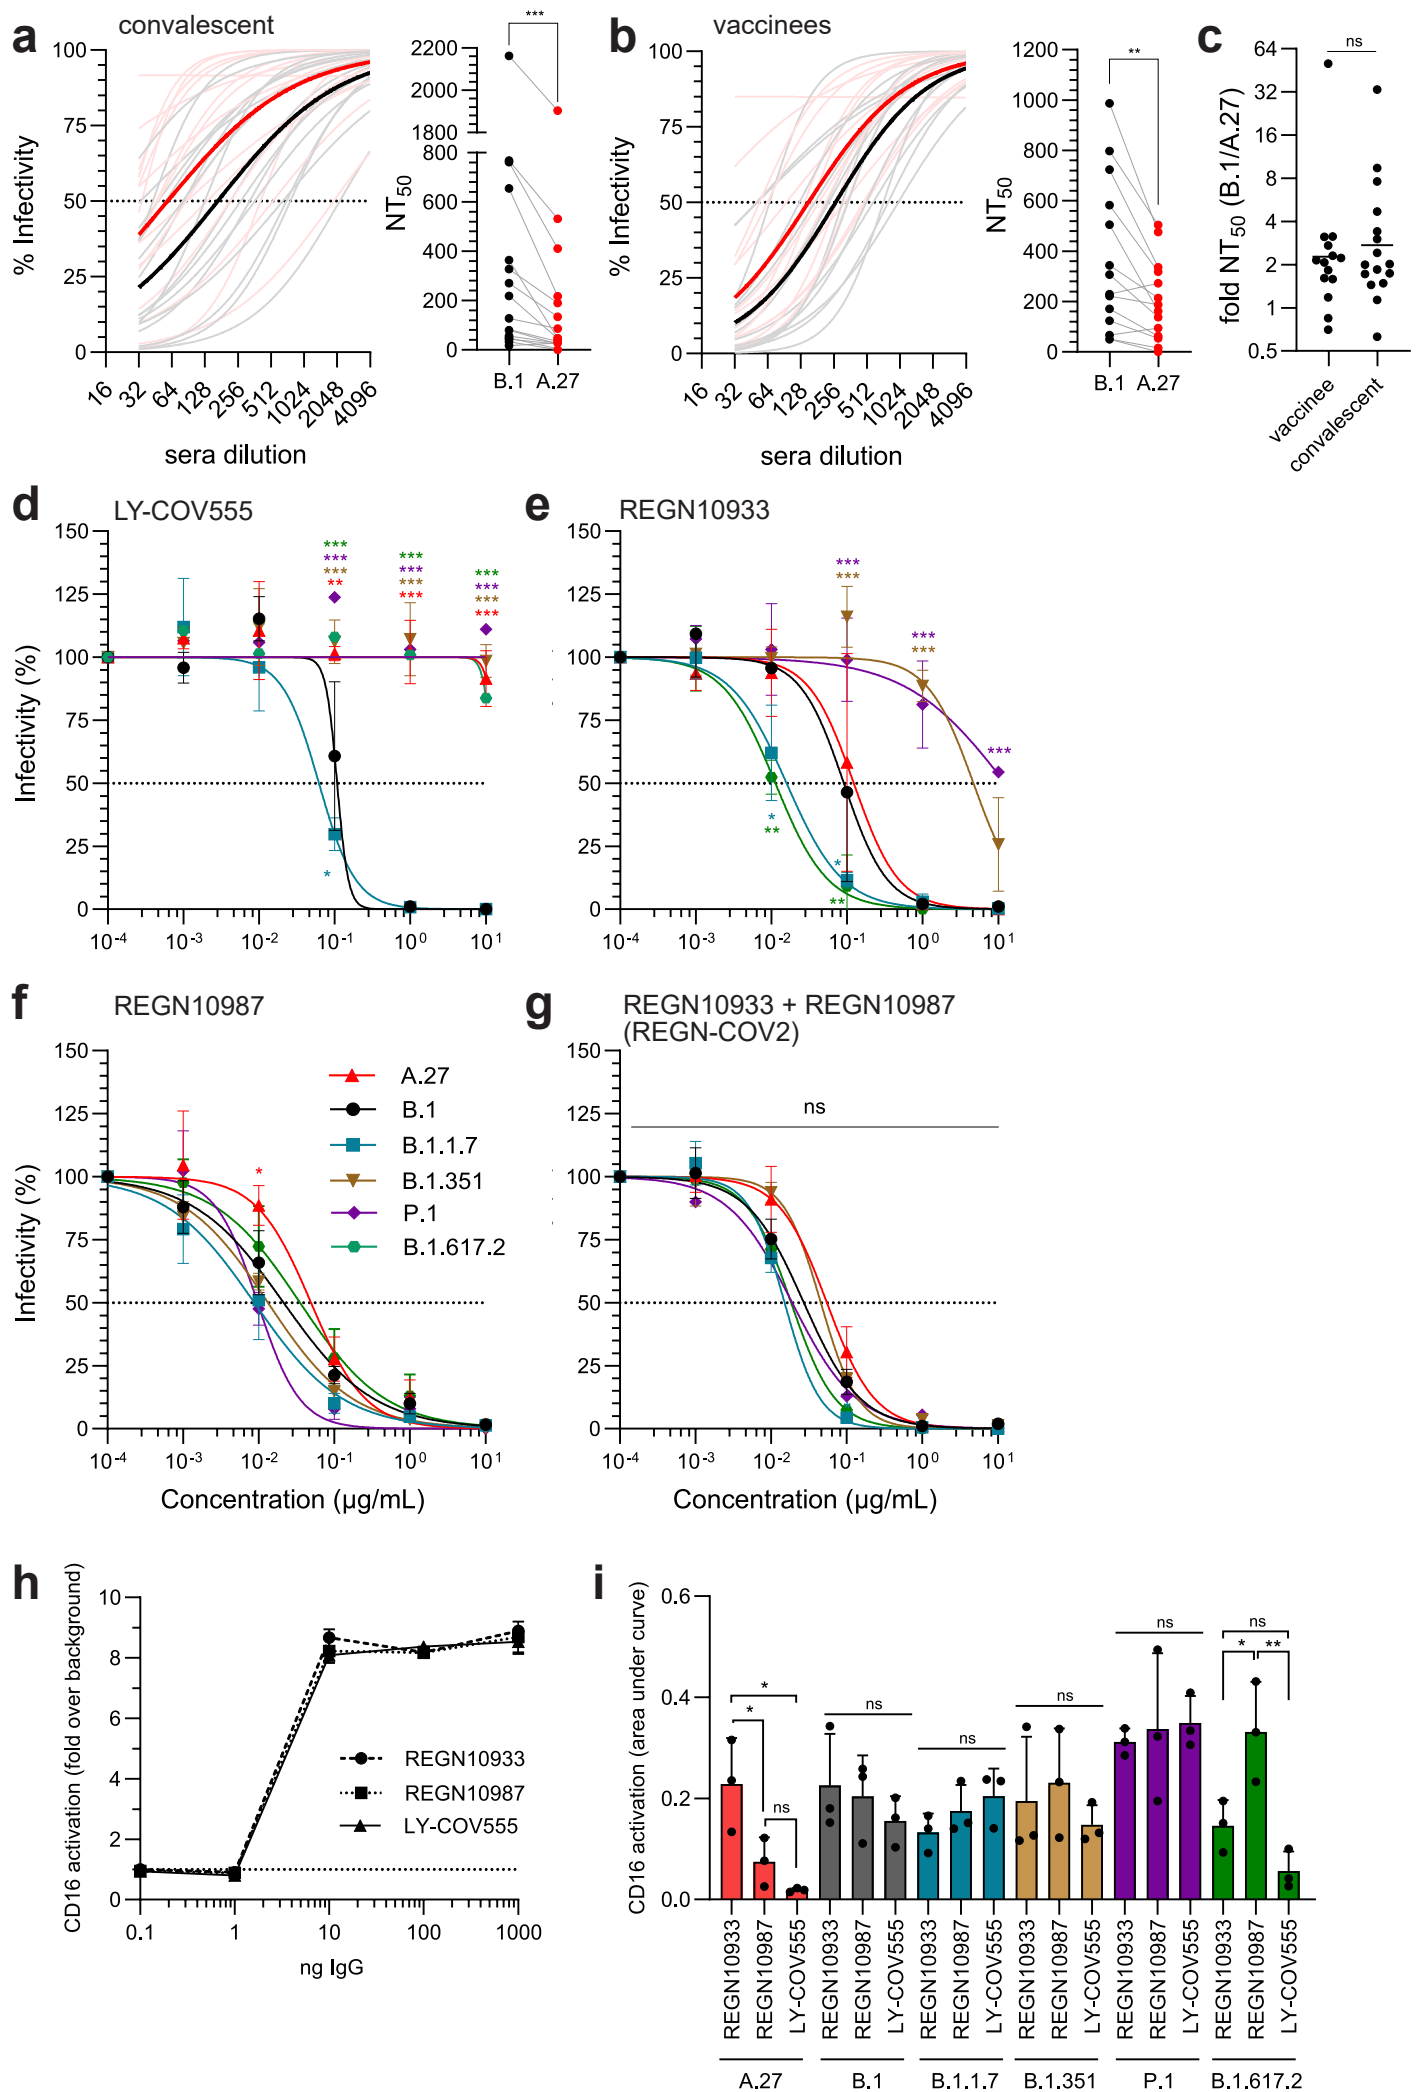 a
convalescent
% Infectivity
100
75
50
25
0
16 32 64 128 256 512 1024 2048 4096
sera dilution
***
NT50
2200
2000
1800
800
600
400
200
0
B.1 A.27
b
vaccinees
% Infectivity
100
75
50
25
0
16 32 64 128 256 512 1024 2048 4096
sera dilution
**
NT50
1200
1000
800
600
400
200
0
B.1 A.27
c
ns
fold NT50 (B.1/A.27)
64
32
16
8
4
2
1
0.5
vaccinee
convalescent
d
LY-COV555
Infectivity (%)
150
125
100
75
50
25
0
*** *** *** **
*** *** *** ***
*** *** *** ***
*
10-4 10-3 10-2 10-1 100 101
e
REGN10933
150
125
100
75
50
25
0
*** ***
*** ***
***
* **
* **
10-4 10-3 10-2 10-1 100 101
f
REGN10987
Infectivity (%)
150
125
100
75
50
25
0
*
A.27
B.1
B.1.1.7
B.1.351
P.1
B.1.617.2
10-4 10-3 10-2 10-1 100 101
Concentration (µg/mL)
g
REGN10933 + REGN10987
(REGN-COV2)
150
125
100
75
50
25
0
ns
10-4 10-3 10-2 10-1 100 101
Concentration (µg/mL)
h
CD16 activation (fold over background)
10
8
6
4
2
0
REGN10933
REGN10987
LY-COV555
0.1 1 10 100 1000
ng IgG
i
CD16 activation (area under curve)
0.6
0.4
0.2
0.0
* * ns
ns
ns
ns
ns
ns * **
REGN10933 REGN10987 LY-COV555 REGN10933 REGN10987 LY-COV555 REGN10933 REGN10987 LY-COV555 REGN10933 REGN10987 LY-COV555 REGN10933 REGN10987 LY-COV555 REGN10933 REGN10987 LY-COV555
A.27 B.1 B.1.1.7 B.1.351 P.1 B.1.617.2